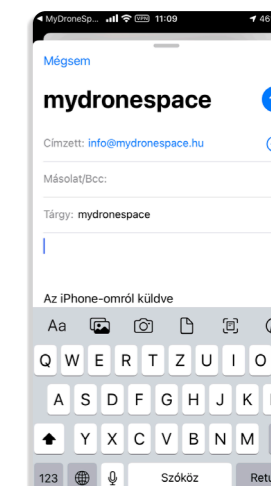 MyDroneSp... VPN 11:09 46
Mégsem
mydronespace
Címzett: info@mydronespace.hu
Másolat/Bcc:
Tárgy: mydronespace
Az iPhone-omról küldve
Aa
Q W E R T Z U I O
A S D F G H J K
Y X C V B N M
123 Szóköz Retu